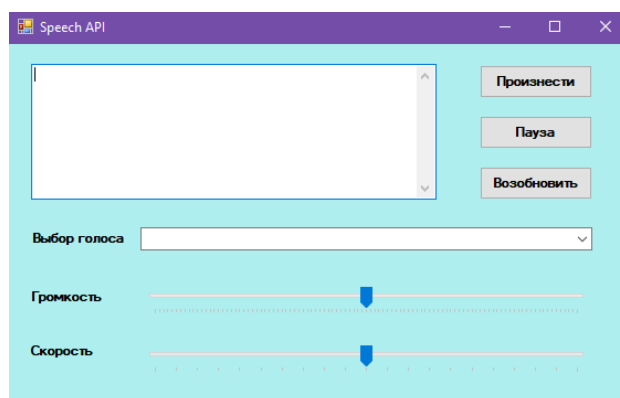 Speech API
Произнести
Пауза
Возобновить
Выбор голоса
Громкость
Скорость